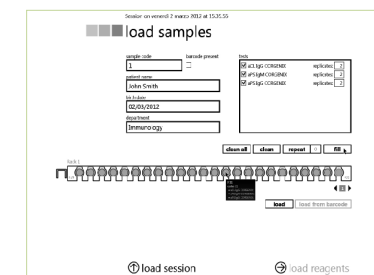 Session on venerdì 2 marzo 2012 at 15.35.55
load samples
sample code
barcode present
tests
1
aCL IgG CORGENIX
replicates: 2
aPS IgM CORGENIX
replicates: 2
aPS IgG CORGENIX
replicates: 2
patient name
John Smith
birthdate
02/03/2012
department
Immunology
clean all
clean
repeat
0
fill
rack 1
load
load from barcode
load session
load reagents